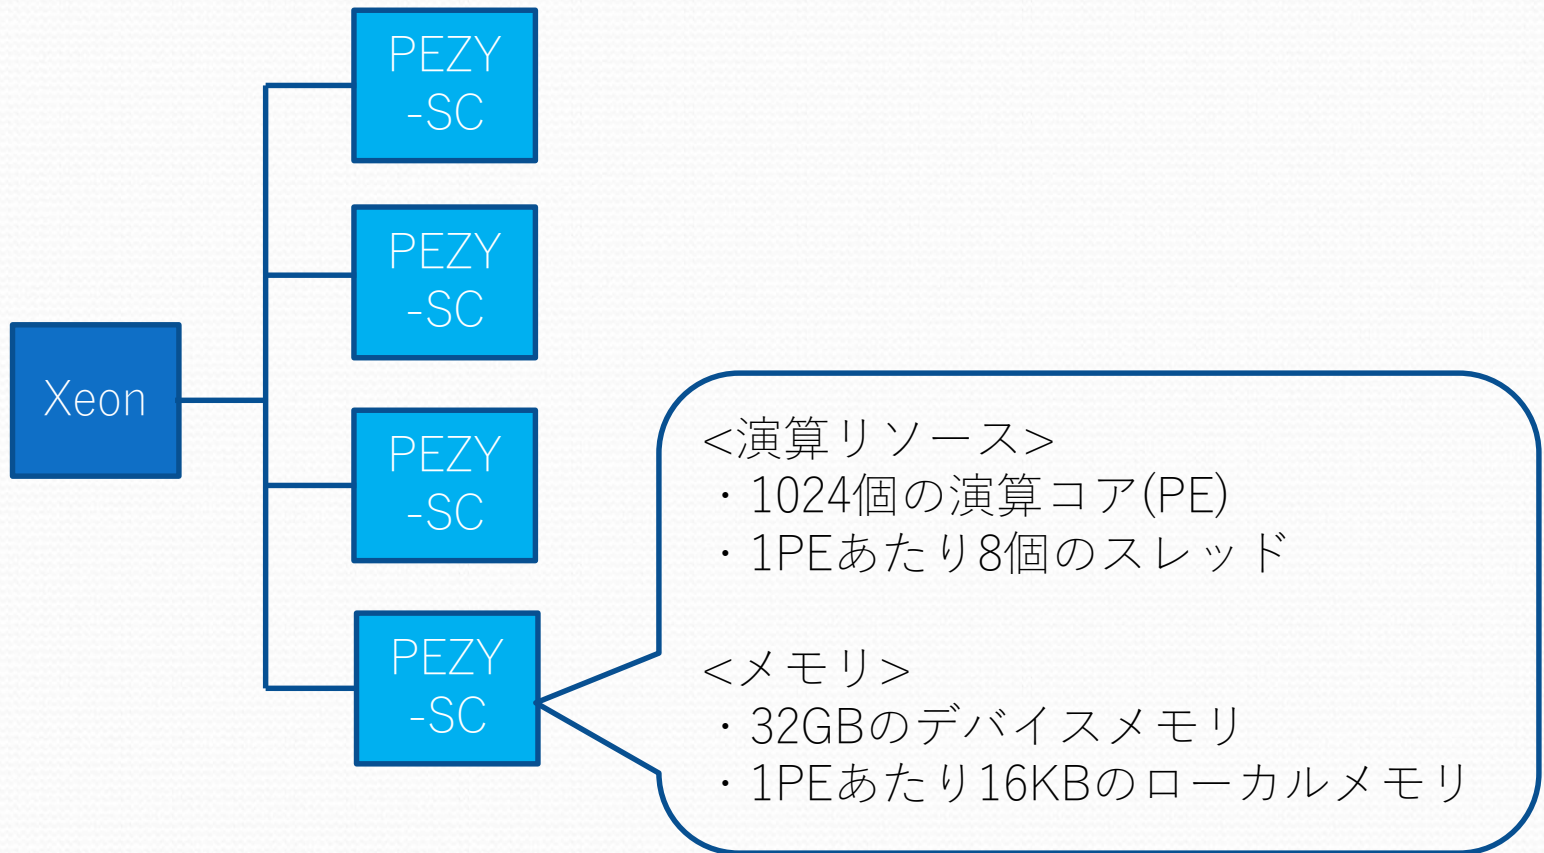 PEZY
-SC
PEZY
-SC
Xeon
PEZY
-SC
PEZY
-SC
<演算リソース>
・1024個の演算コア(PE)
・1PEあたり8個のスレッド
<メモリ>
・32GBのデバイスメモリ
・1PEあたり16KBのローカルメモリ